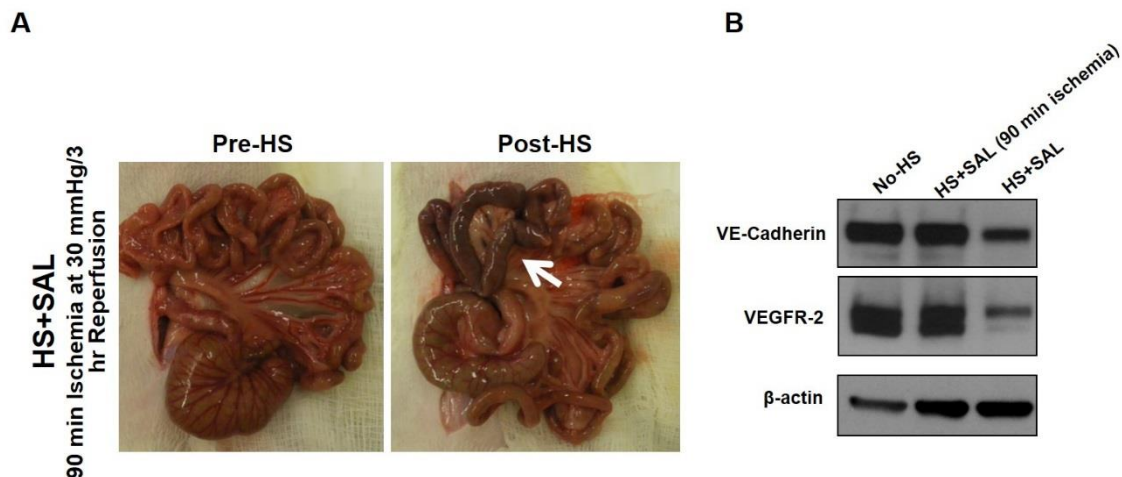 A
B
Pre-HS
Post-HS
HS+SAL
90 min Ischemia at 30 mmHg/3
hr Reperfusion
No-HS
HS+SAL (90 min ischemia)
HS+SAL
VE-Cadherin
VEGFR-2
β-actin